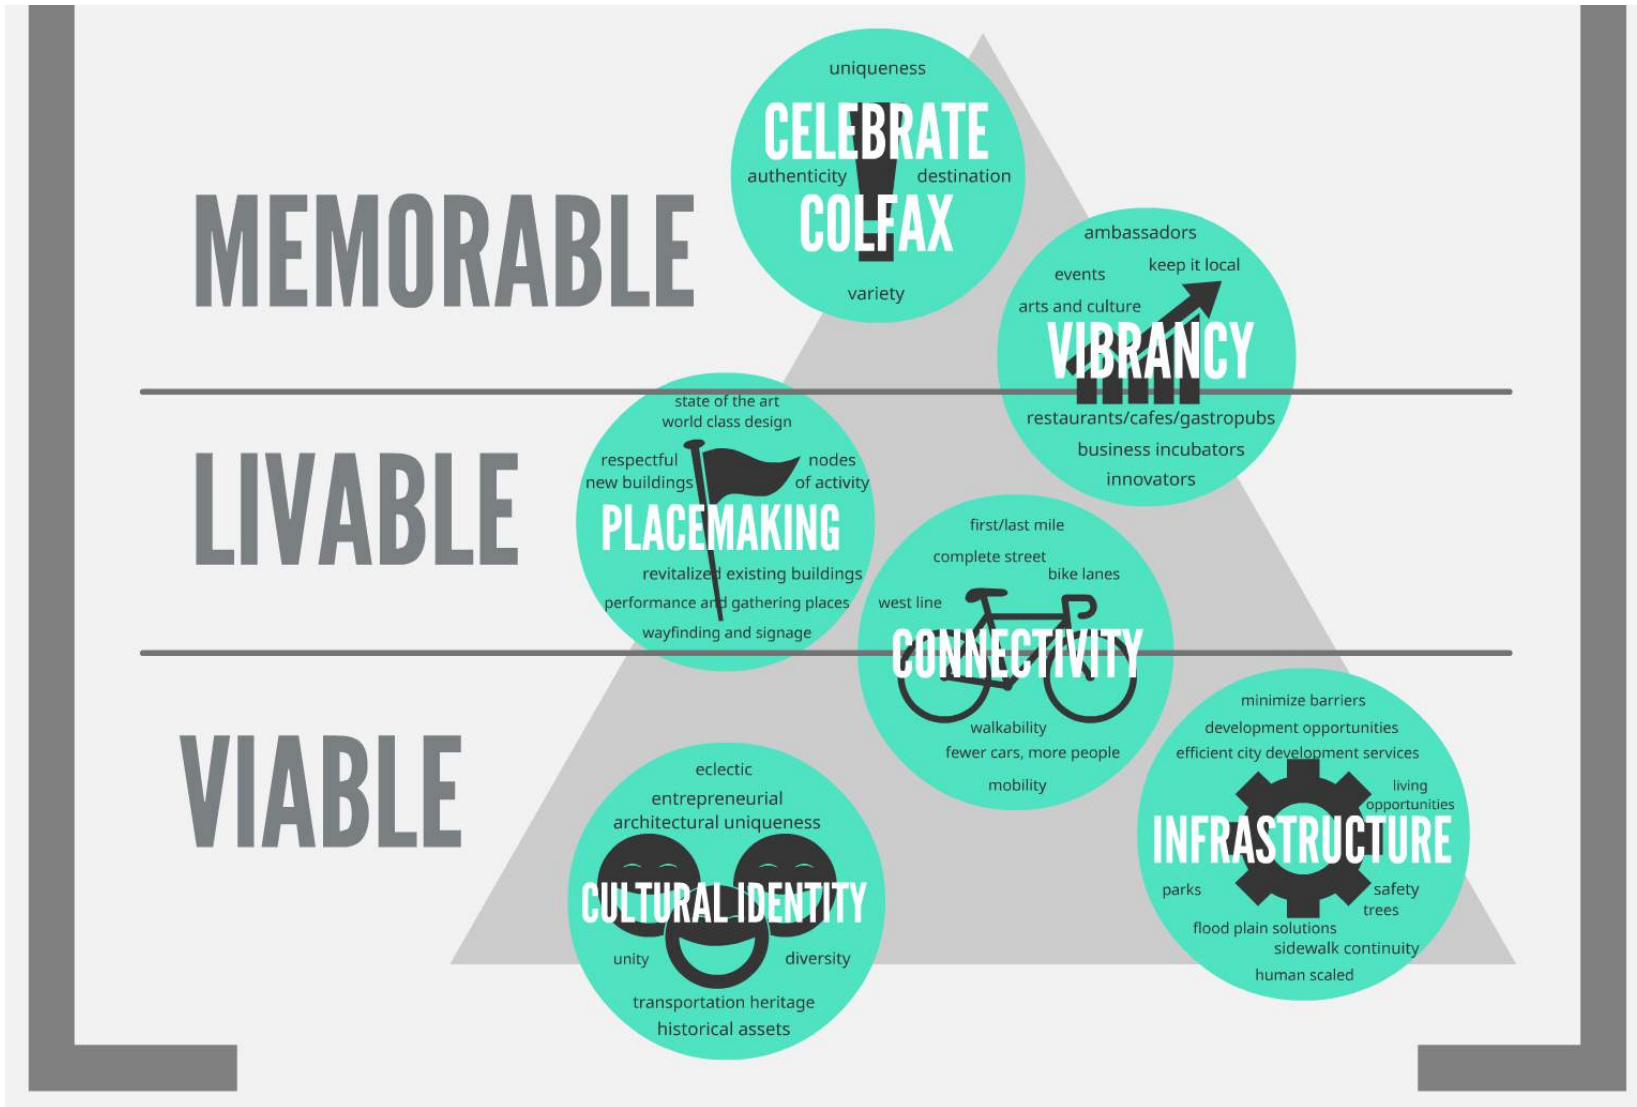 MEMORABLE
uniqueness
CELEBRATE
authenticity
destination
COLFAX
variety
ambassadors
events
keep it local
arts and culture
VIBRANCY
restaurants/cafes/gastropubs
business incubators
innovators
LIVABLE
state of the art
world class design
respectful
new buildings
nodes
of activity
PLACEMAKING
revitalized existing buildings
performance and gathering places
wayfinding and signage
first/last mile
complete street
bike lanes
west line
CONNECTIVITY
walkability
fewer cars, more people
mobility
VIABLE
eclectic
entrepreneurial
architectural uniqueness
CULTURAL IDENTITY
unity
diversity
transportation heritage
historical assets
minimize barriers
development opportunities
efficient city development services
living
opportunities
INFRASTRUCTURE
parks
safety
trees
flood plain solutions
sidewalk continuity
human scaled